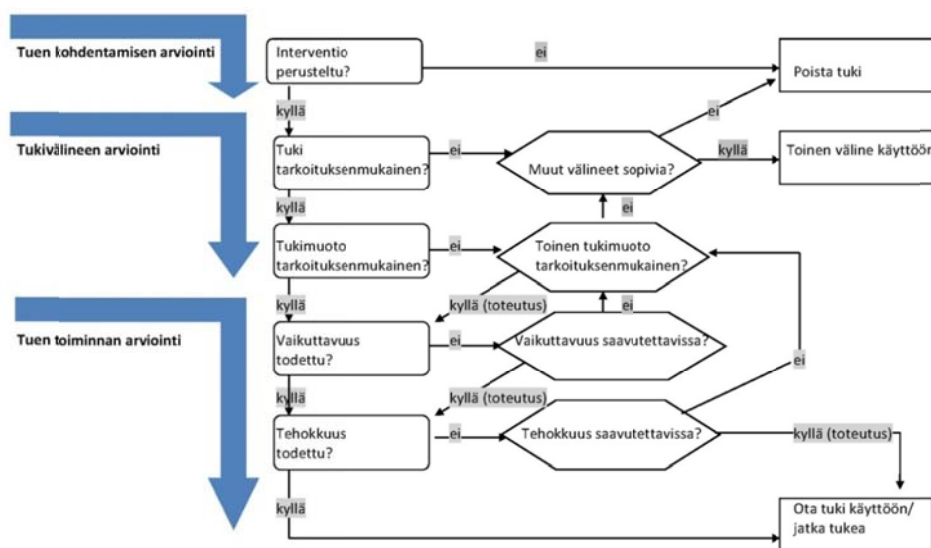 Tuen kohdentamisen arviointi
Interventio
perusteltu?
ei
Poista tuki
kyllä
ei
Tukivälineen arviointi
Tuki
tarkoituksenmukainen?
ei
Muut välineet sopivia?
kyllä
Toinen väline käyttöön
kyllä
ei
Tukimuoto
tarkoituksenmukainen?
ei
Toinen tukimuoto
tarkoituksenmukainen?
kyllä
kyllä (toteutus)
ei
Tuen toiminnan arviointi
Vaikuttavuus
todettu?
ei
Vaikuttavuus saavutettavissa?
ei
kyllä
kyllä (toteutus)
Tehokkuus
todettu?
ei
Tehokkuus saavutettavissa?
kyllä (toteutus)
kyllä
Ota tuki käyttöön/
jatka tukea